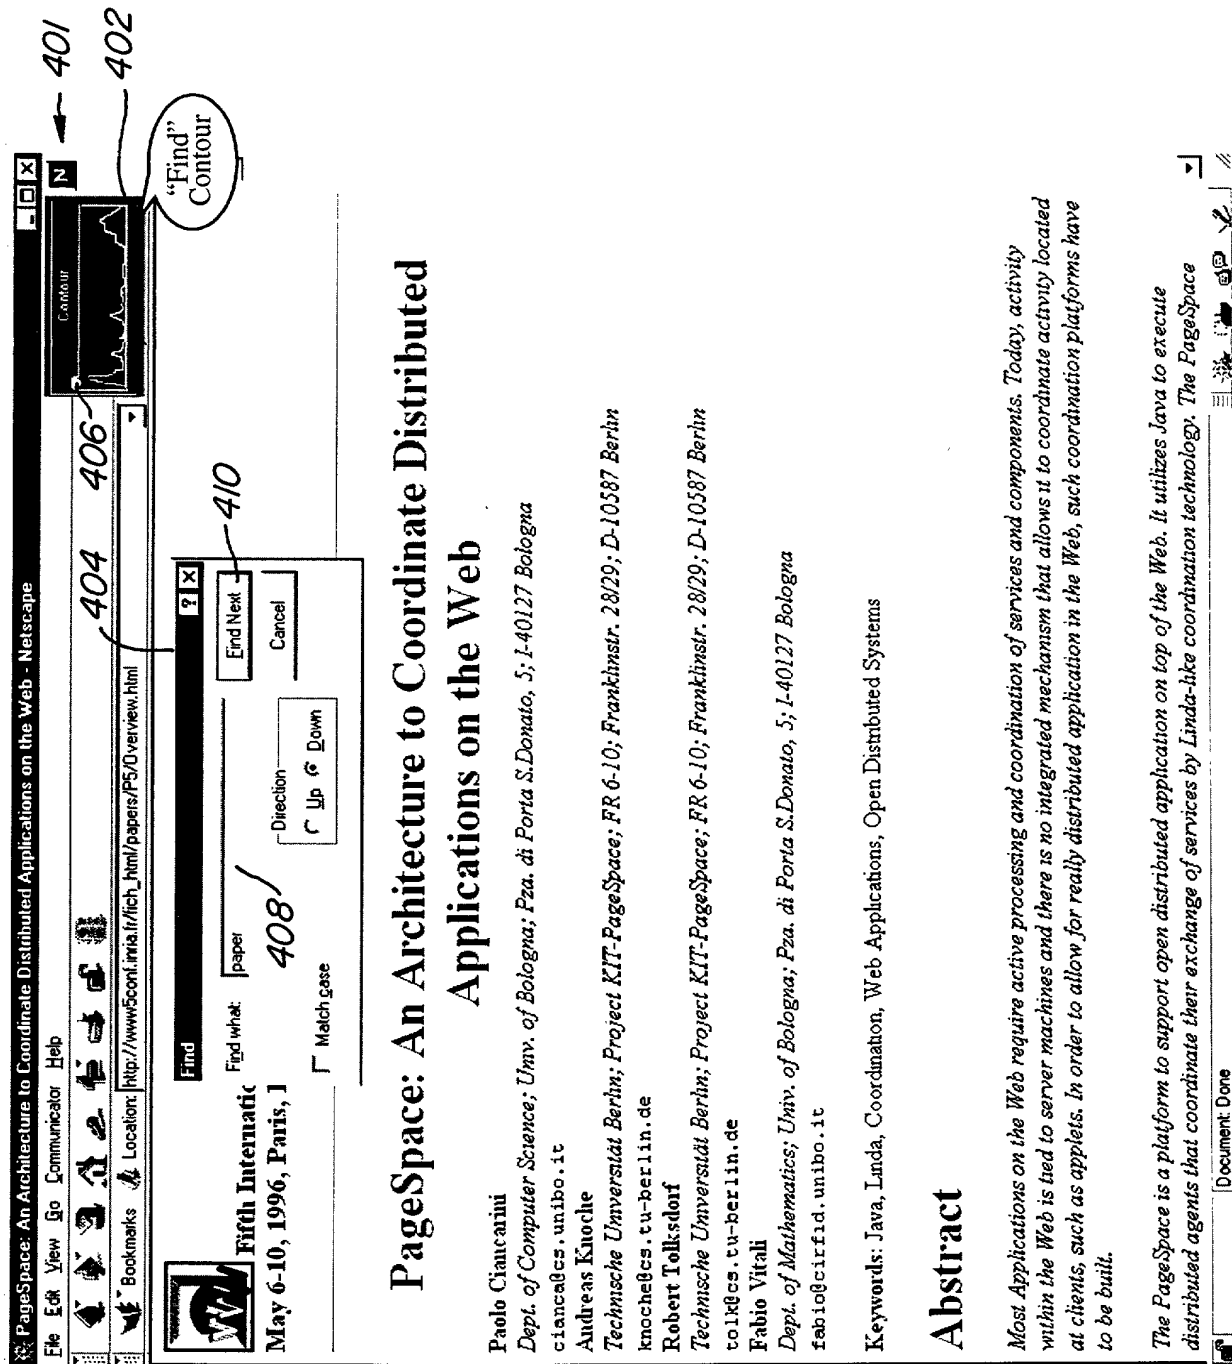 PageSpace: An Architecture to Coordinate Distributed Applications on the Web - Netscape
File Edit View Go Communicator Help
N
401
402
Contour
"Find"
Contour
Bookmarks Location: http://www5conf.inria.fr/fich_html/papers/P5/Overview.html
404
406
Find
? X
Find what: paper
Find Next
410
408
Direction
Up Down
Match case
Cancel
Fifth Internatic
May 6-10, 1996, Paris,
PageSpace: An Architecture to Coordinate Distributed
Applications on the Web
Paolo Ciancarini
Dept. of Computer Science; Univ. of Bologna; Pza. di Porta S.Donato, 5; I-40127 Bologna
cianca@cs.unibo.it
Andreas Knoche
Technische Universität Berlin; Project KIT-PageSpace; FR 6-10; Franklinstr. 28/29; D-10587 Berlin
knoche@cs.tu-berlin.de
Robert Tolksdorf
Technische Universität Berlin; Project KIT-PageSpace; FR 6-10; Franklinstr. 28/29; D-10587 Berlin
tolk@cs.tu-berlin.de
Fabio Vitali
Dept. of Mathematics; Univ. of Bologna; Pza. di Porta S.Donato, 5; I-40127 Bologna
fabio@cirfid.unibo.it
Keywords: Java, Linda, Coordination, Web Applications, Open Distributed Systems
Abstract
Most Applications on the Web require active processing and coordination of services and components. Today, activity
within the Web is tied to server machines and there is no integrated mechanism that allows it to coordinate activity located
at clients, such as applets. In order to allow for really distributed application in the Web, such coordination platforms have
to be built.
The PageSpace is a platform to support open distributed application on top of the Web. It utilizes Java to execute
distributed agents that coordinate their exchange of services by Linda-like coordination technology. The PageSpace
Document: Done